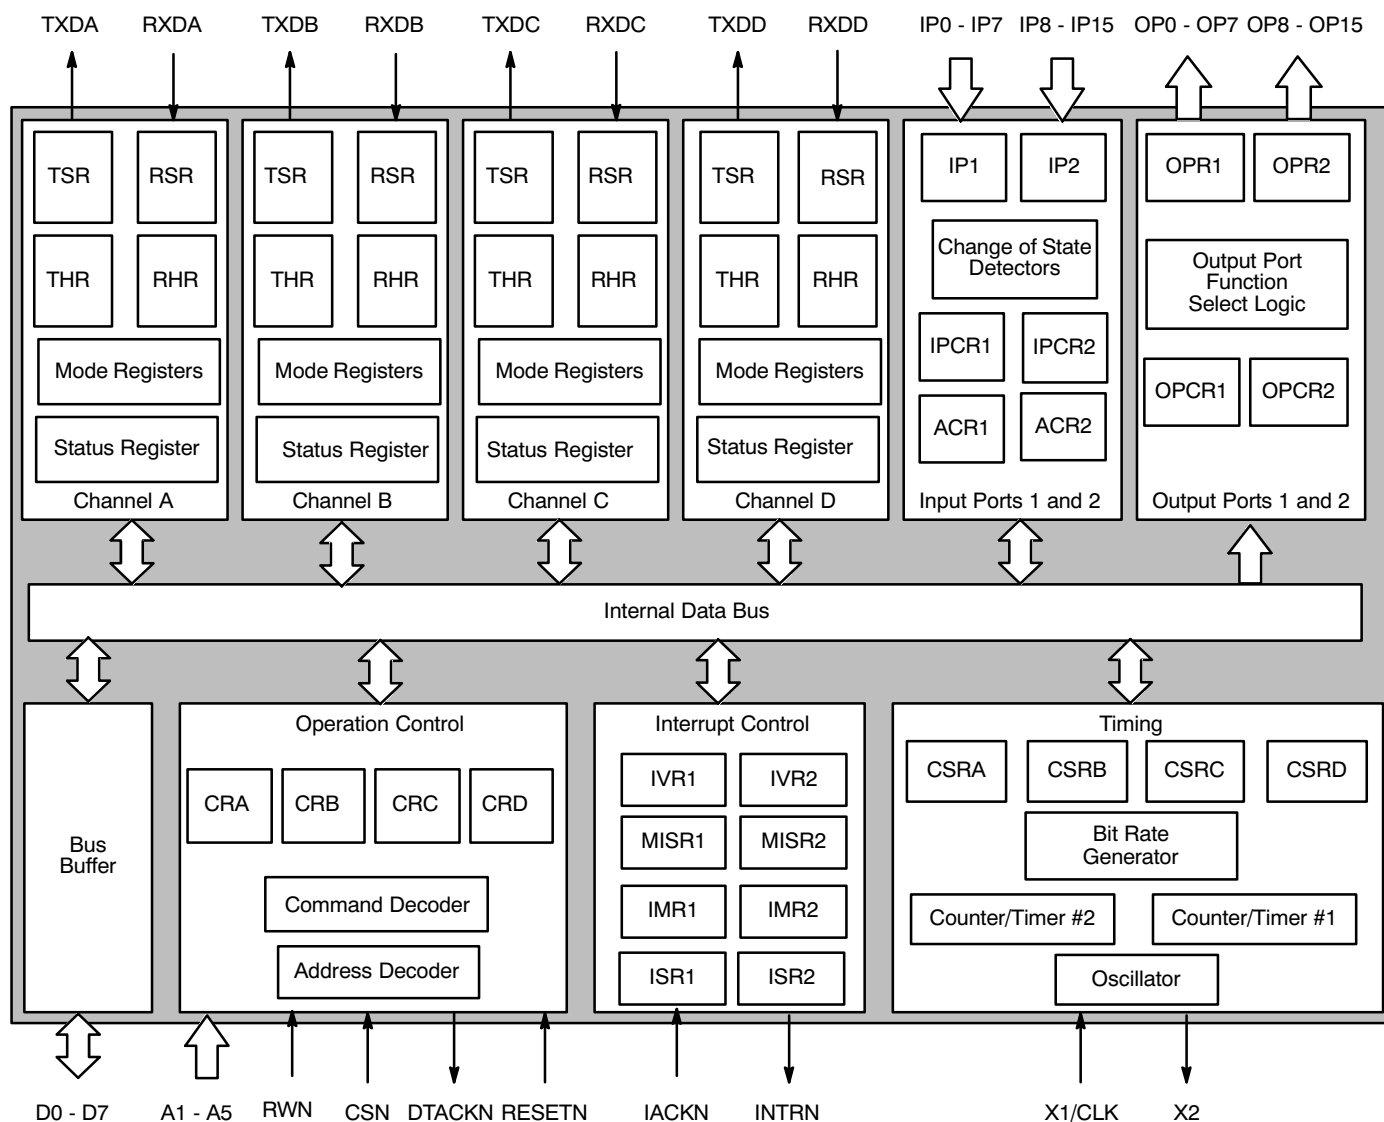 TXDA RXDA TXDB RXDB TXDC RXDC TXDD RXDD IP0 - IP7 IP8 - IP15 OP0 - OP7 OP8 - OP15
TSR RSR TSR RSR TSR RSR TSR RSR IP1 IP2 OPR1 OPR2
Change of State
Detectors
Output Port
Function
Select Logic
THR RHR THR RHR THR RHR THR RHR
IPCR1 IPCR2
Mode Registers Mode Registers Mode Registers Mode Registers
OPCR1 OPCR2
ACR1 ACR2
Status Register Status Register Status Register Status Register
Channel A Channel B Channel C Channel D Input Ports 1 and 2 Output Ports 1 and 2
Internal Data Bus
Bus
Buffer
Operation Control
CRA CRB CRC CRD
Command Decoder
Address Decoder
Interrupt Control
IVR1 IVR2
MISR1 MISR2
IMR1 IMR2
ISR1 ISR2
Timing
CSRA CSRB CSRC CSRD
Bit Rate
Generator
Counter/Timer #2 Counter/Timer #1
Oscillator
D0 - D7 A1 - A5 RWN CSN DTACKN RESETN IACKN INTRN X1/CLK X2